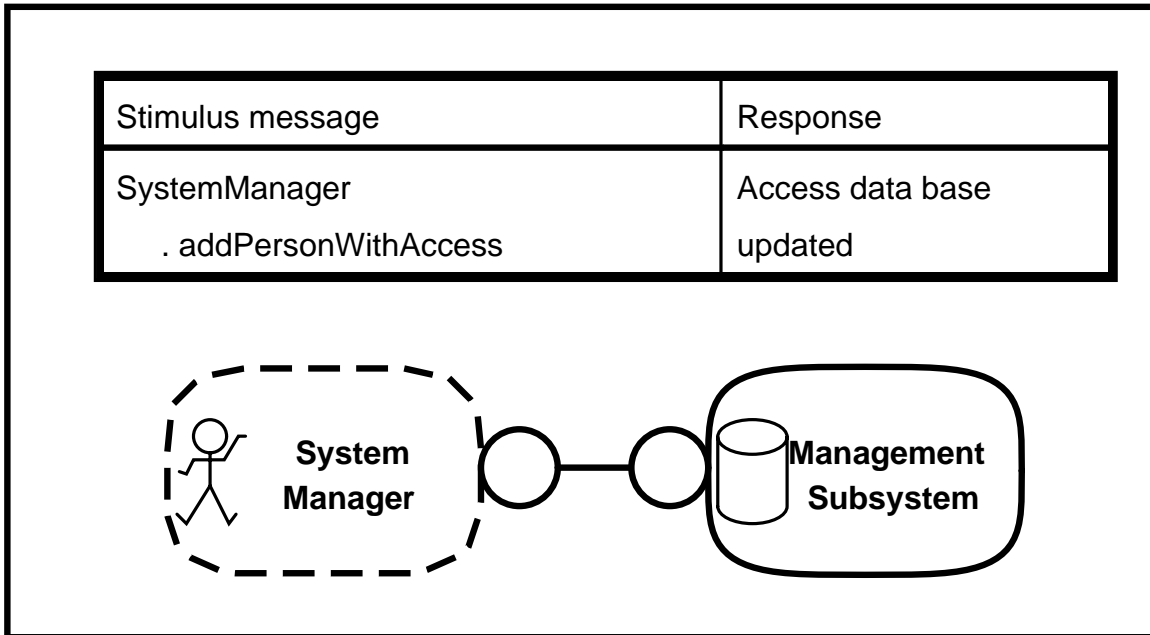 Stimulus message
Response
SystemManager
. addPersonWithAccess
Access data base
updated
System
Manager
Management
Subsystem